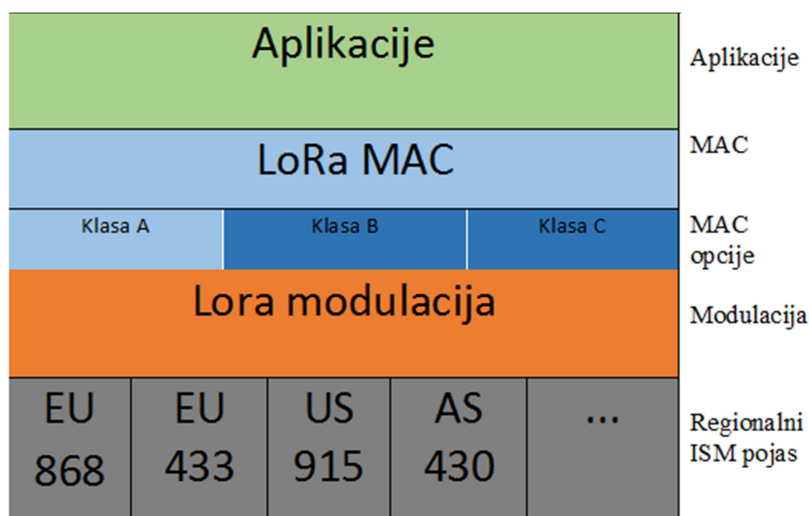 Aplikacije
Aplikacije
LoRa MAC
MAC
Klasa A
Klasa B
Klasa C
MAC
opcije
Lora modulacija
Modulacija
EU
868
EU
433
US
915
AS
430
...
Regionalni
ISM pojas